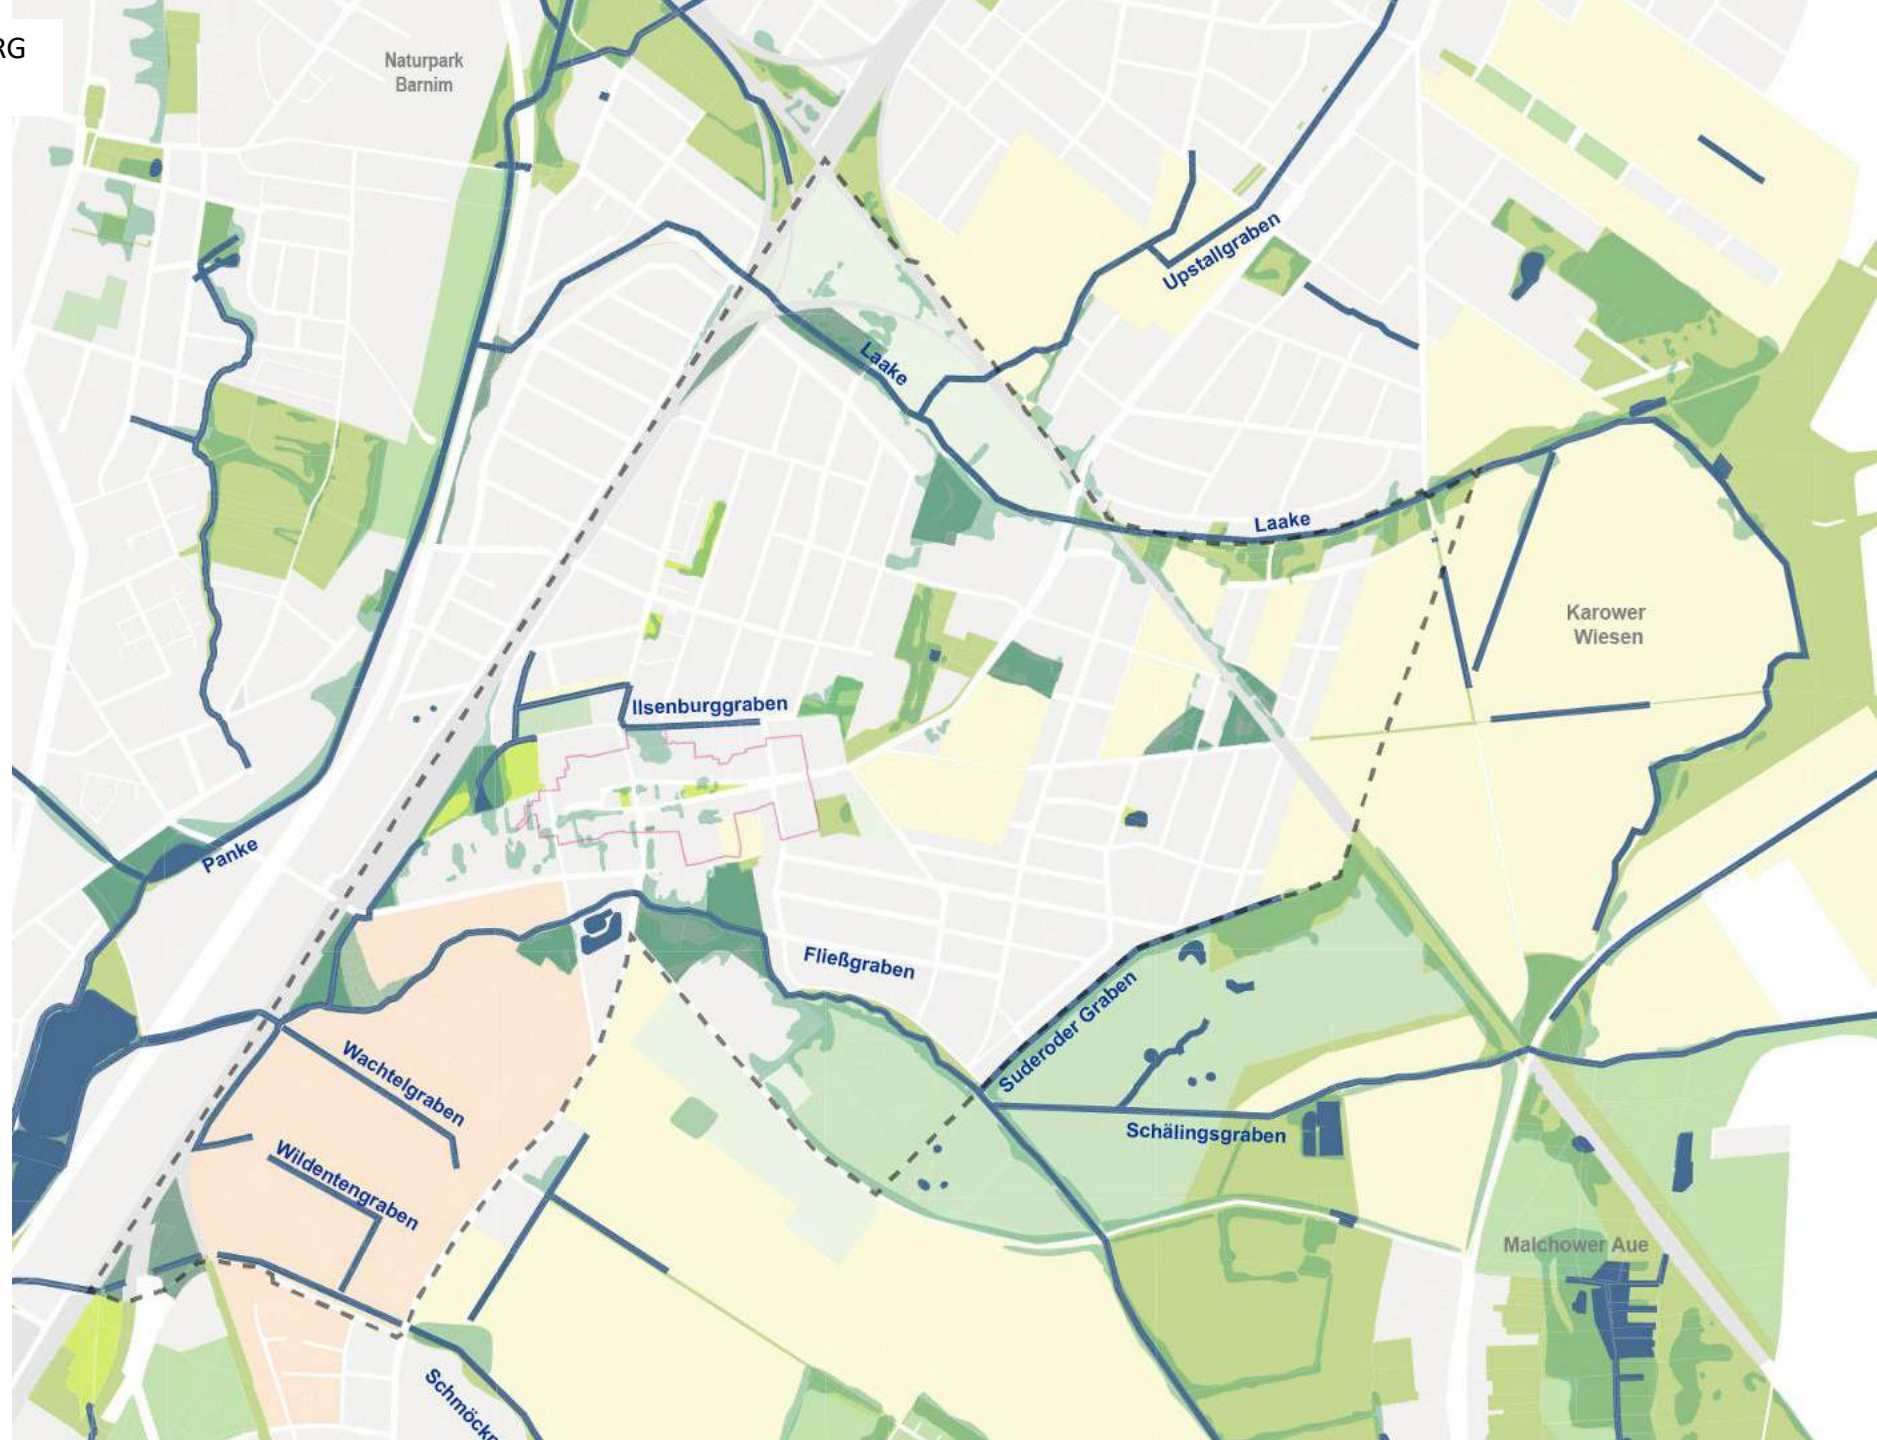 RG
Naturpark
Barnim
Upstallgraben
Laake
Laake
Karower
Wiesen
Ilsenburggraben
Panke
Fließgraben
Suderoder Graben
Wachtelgraben
Schälingsgraben
Wildentengraben
Malchower Aue